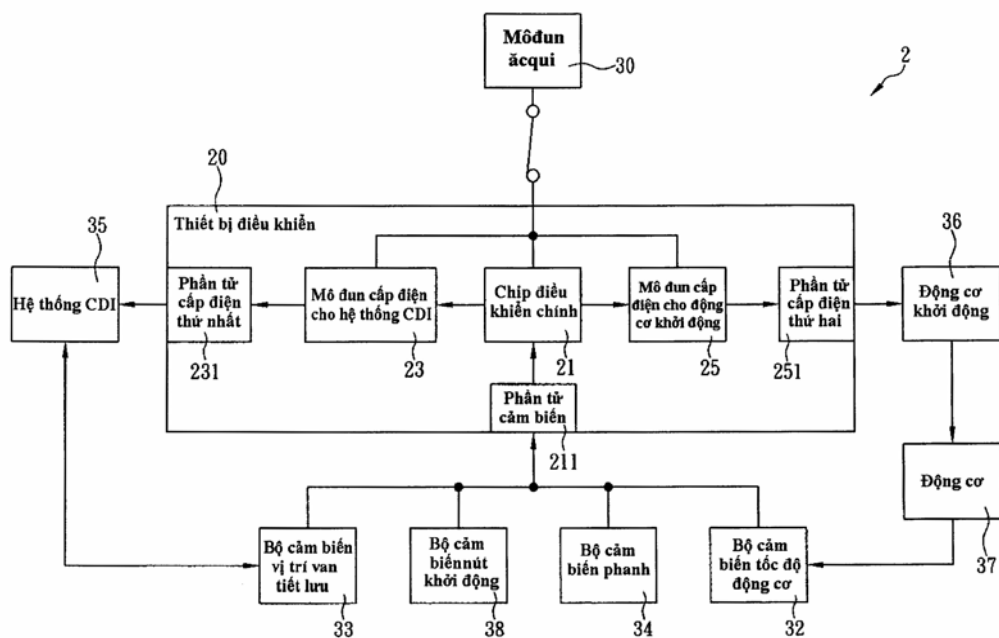 Môđun
ăcqui
30
2
20
Thiết bị điều khiển
35
36
Hệ thống CDI
Phần tử
cấp điện
thứ nhất
Mô đun cấp điện
cho hệ thống CDI
Chip điều
khiển chính
Mô đun cấp
điện cho động
cơ khởi động
Phần tử
cấp điện
thứ hai
Động cơ
khởi động
231
23
21
25
251
Phần tử
cảm biến
211
Động cơ
37
Bộ cảm biến
vị trí van
tiết lưu
Bộ cảm
biếnnút
khởi động
Bộ cảm
biến phanh
Bộ cảm
biến tốc độ
động cơ
33
38
34
32